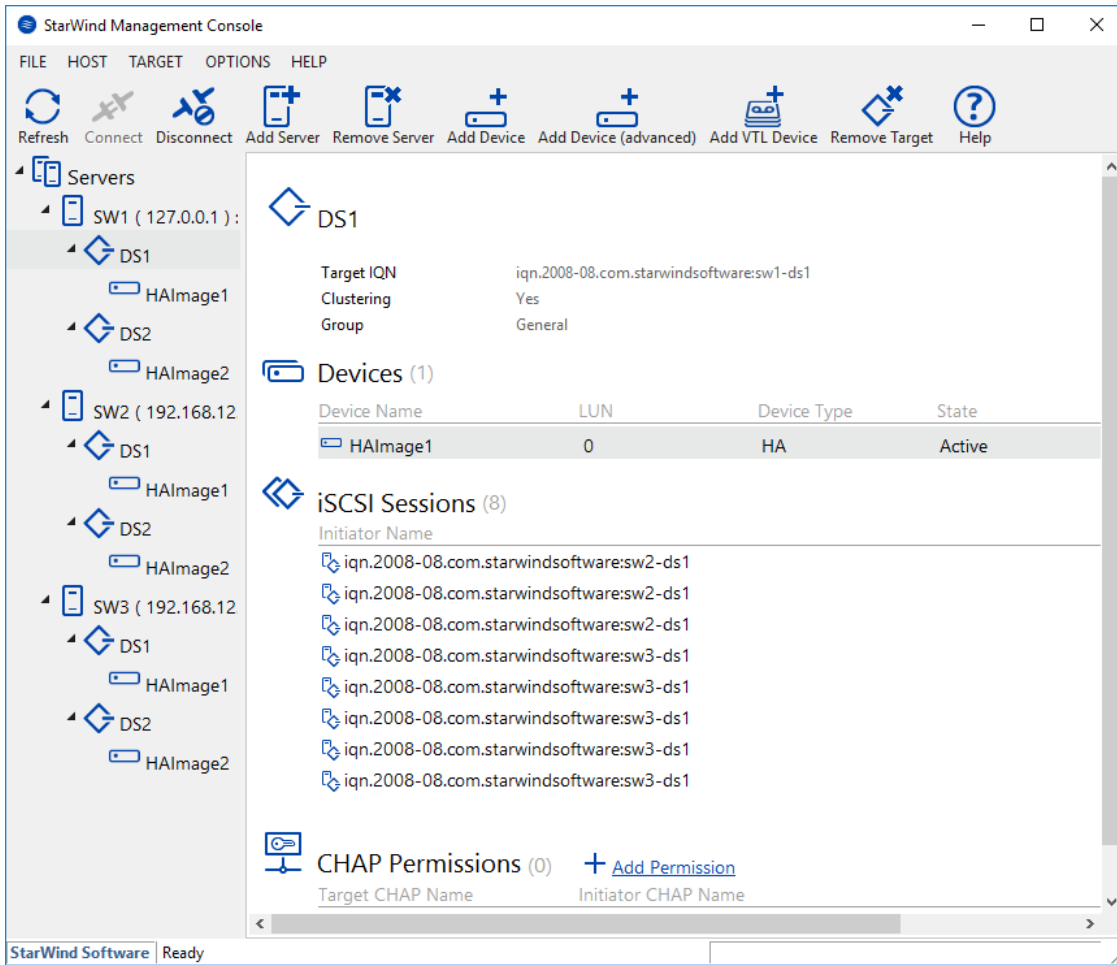 StarWind Management Console
FILE HOST TARGET OPTIONS HELP
Refresh Connect Disconnect Add Server Remove Server Add Device Add Device (advanced) Add VTL Device Remove Target Help
Servers
SW1 ( 127.0.0.1 ) :
DS1
HAImage1
DS2
HAImage2
SW2 ( 192.168.12
DS1
HAImage1
DS2
HAImage2
SW3 ( 192.168.12
DS1
HAImage1
DS2
HAImage2
DS1
Target IQN iqn.2008-08.com.starwindsoftware:sw1-ds1
Clustering Yes
Group General
Devices (1)
Device Name LUN Device Type State
HAImage1 0 HA Active
iSCSI Sessions (8)
Initiator Name
iqn.2008-08.com.starwindsoftware:sw2-ds1
iqn.2008-08.com.starwindsoftware:sw2-ds1
iqn.2008-08.com.starwindsoftware:sw2-ds1
iqn.2008-08.com.starwindsoftware:sw3-ds1
iqn.2008-08.com.starwindsoftware:sw3-ds1
iqn.2008-08.com.starwindsoftware:sw3-ds1
iqn.2008-08.com.starwindsoftware:sw3-ds1
iqn.2008-08.com.starwindsoftware:sw3-ds1
CHAP Permissions (0) Add Permission
Target CHAP Name Initiator CHAP Name
StarWind Software Ready